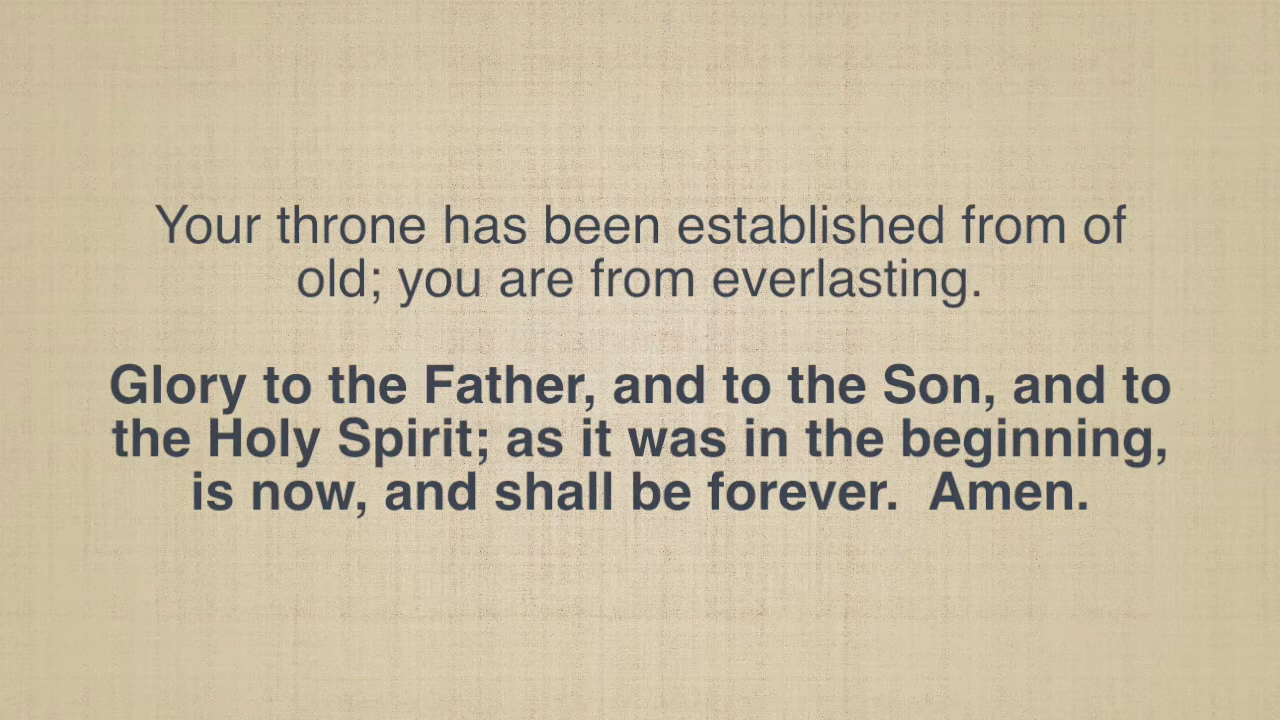 Your throne has been established from of
old; you are from everlasting.
Glory to the Father, and to the Son, and to
the Holy Spirit; as it was in the beginning,
is now, and shall be forever.  Amen.